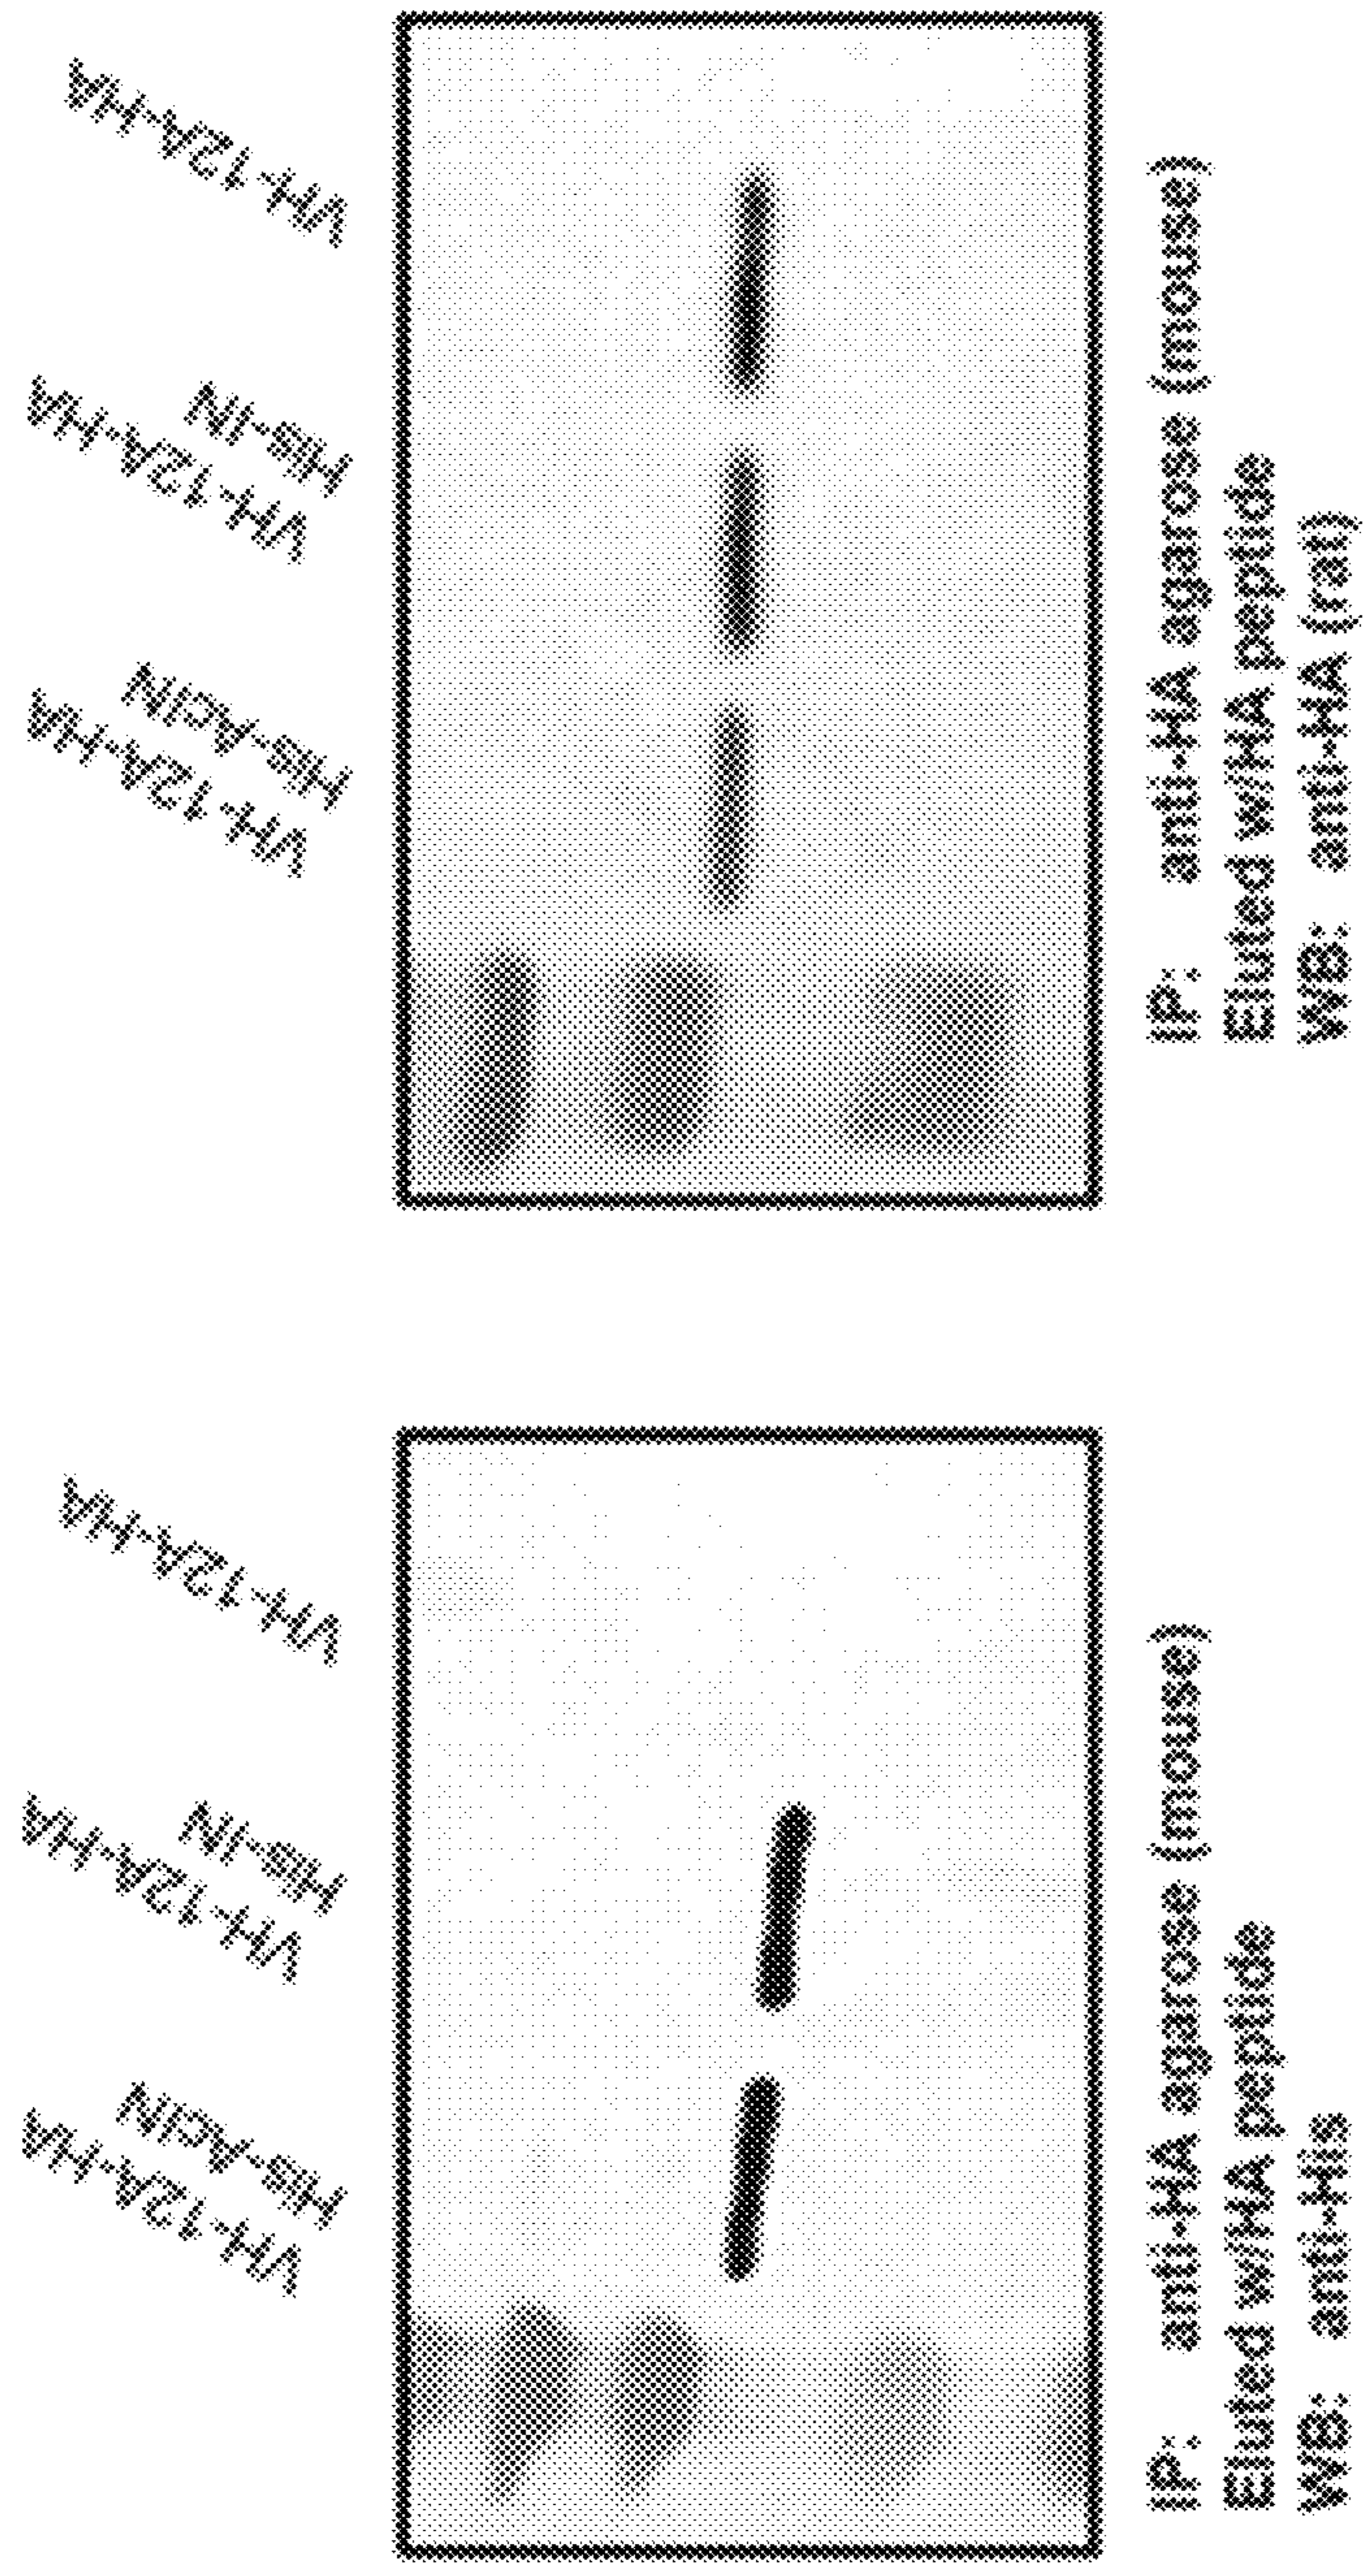 VH-12A-HA
His-AcIN
VH-12A-HA
His-IN
VH-12A-HA
IP: anti-HA agarose (mouse)
Eluted w/HA peptide
WB: anti-His
VH-12A-HA
His-AcIN
VH-12A-HA
His-IN
VH-12A-HA
IP: anti-HA agarose (mouse)
Eluted w/HA peptide
WB: anti-HA (rat)